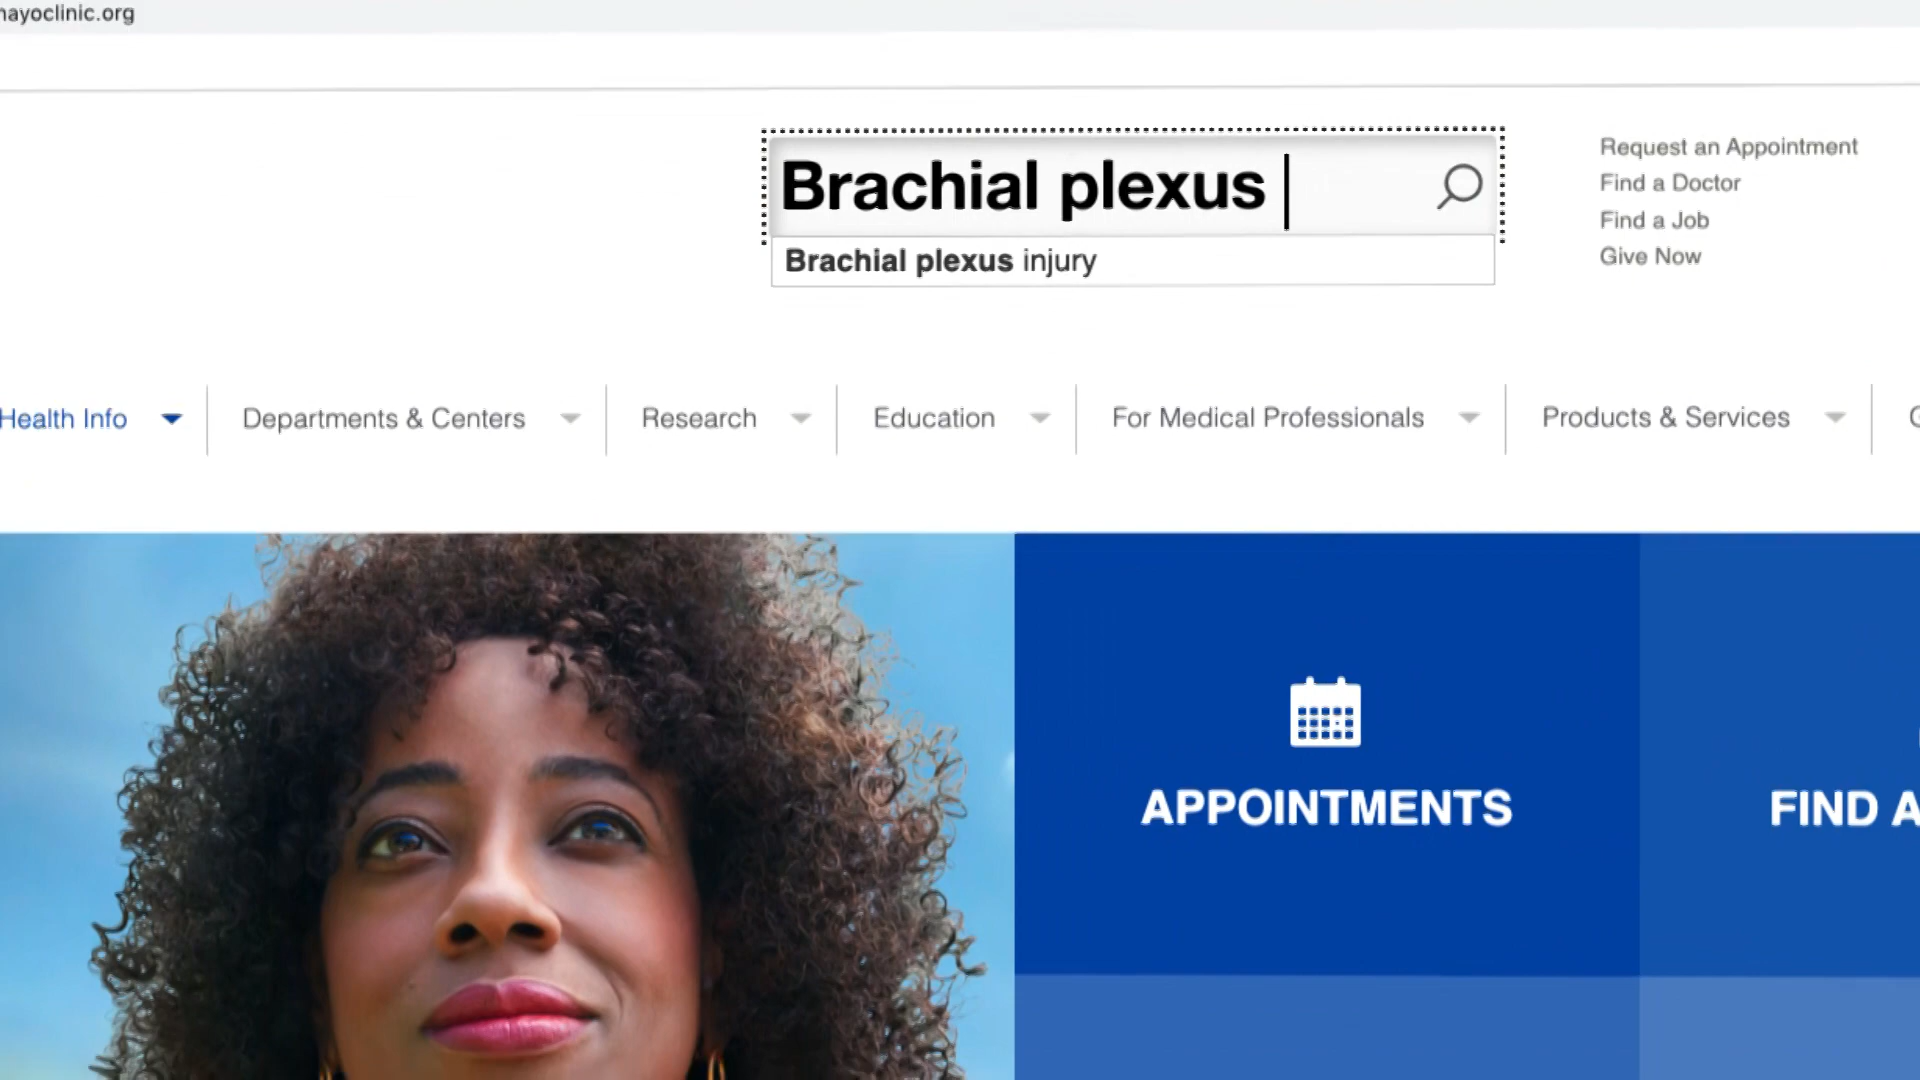 mayoclinic.org
Brachial plexus
Brachial plexus injury
Request an Appointment
Find a Doctor
Find a Job
Give Now
Health Info
Departments & Centers
Research
Education
For Medical Professionals
Products & Services
APPOINTMENTS
FIND A